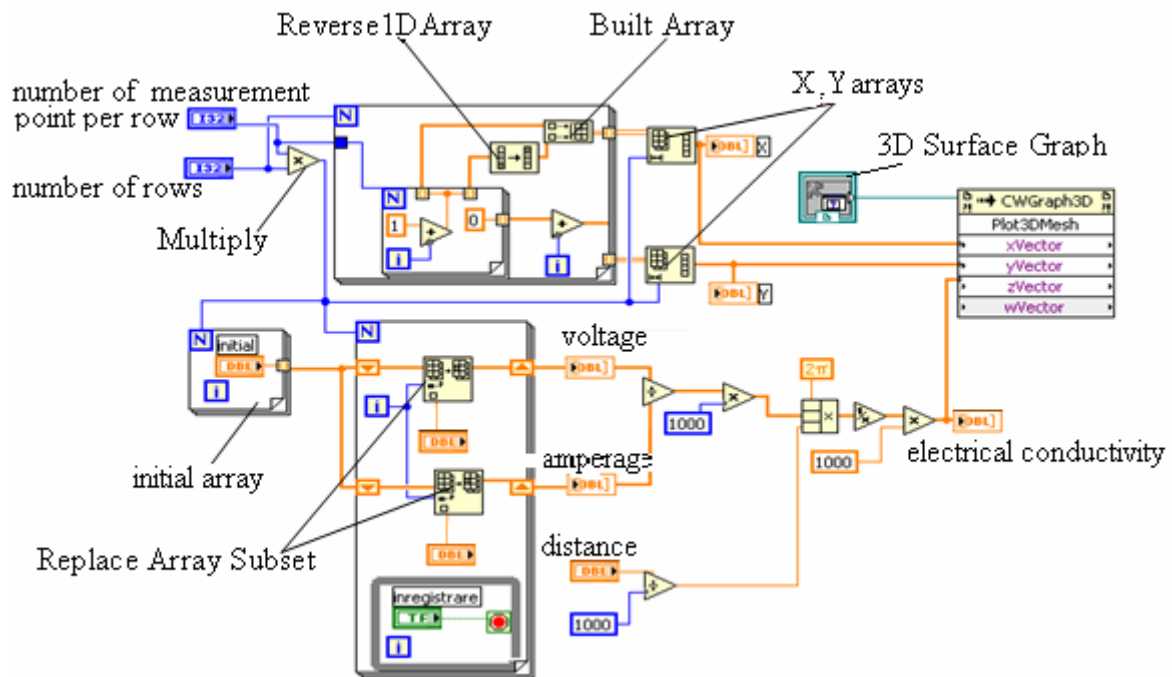 Reverse1D Array
Built Array
number of measurement
point per row
I32
N
X, Y arrays
DBL] X
3D Surface Graph
number of rows
I32
Multiply
N
1
0
i
i
?
CWGraph3D
Plot3DMesh
xVector
yVector
zVector
wVector
DBL] Y
N
initial
DBL
i
initial array
N
i
DBL
DBL
Replace Array Subset
inregistrare
TF
i
voltage
DBL]
1000
amperage
DBL]
distance
DBL
1000
2π
1000
DBL]
electrical conductivity